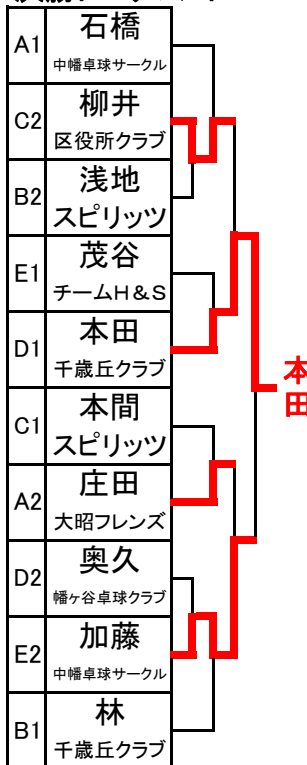 A1
石橋
中幡卓球サークル
C2
柳井
区役所クラブ
B2
浅地
スピリッツ
E1
茂谷
チームH＆S
D1
本田
千歳丘クラブ
C1
本間
スピリッツ
A2
庄田
大昭フレンズ
D2
奥久
幡ヶ谷卓球クラブ
E2
加藤
中幡卓球サークル
B1
林
千歳丘クラブ
本田